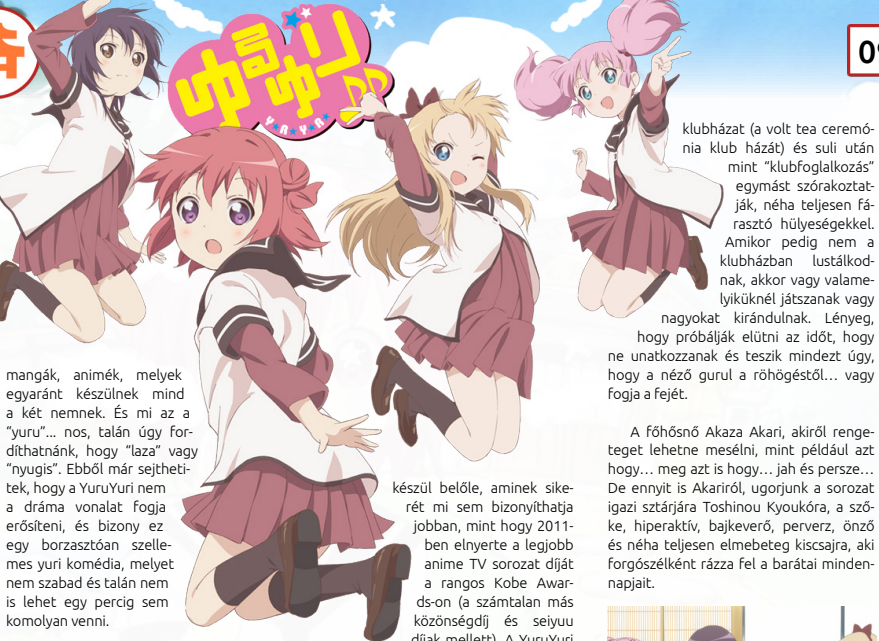 ゆるゆり♪♪
Y★R★Y★R★
mangák, animék, melyek
egyaránt készülnek mind
a két nemnek. És mi az a
“yuru”... nos, talán úgy for-
díthatnánk, hogy “laza” vagy
“nyugis”. Ebből már sejtheti-
tek, hogy a YuruYuri nem
a dráma vonalat fogja
erősíteni, és bizony ez
egy borzasztóan szelle-
mes yuri komédia, melyet
nem szabad és talán nem
is lehet egy percig sem
komolyan venni.
készül belőle, aminek sike-
rét mi sem bizonyíthatja
jobban, mint hogy 2011-
ben elnyerte a legjobb
anime TV sorozat díját
a rangos Kobe Awar-
ds-on (a számtalan más
közönségdíj és seiyuu
díjak mellett). A YuruYuri
klubházat (a volt tea ceremó-
nia klub házát) és suli után
mint “klubfoglalkozás”
egymást szórakoztat-
ják, néha teljesen fá-
rasztó hülyeségekkel.
Amikor pedig nem a
klubházban lustálkod-
nak, akkor vagy valame-
lyiküknél játszanak vagy
nagyokat kirándulnak. Lényeg,
hogy próbálják elütni az időt, hogy
ne unatkozzanak és teszik mindezt úgy,
hogy a néző gurul a röhögéstől... vagy
fogja a fejét.
A főhősnő Akaza Akari, akiről renge-
teget lehetne mesélni, mint például azt
hogy... meg azt is hogy... jah és persze...
De ennyit is Akariról, ugorjunk a sorozat
igazi sztárjára Toshinou Kyoukóra, a sző-
ke, hiperaktív, bajkeverő, perverz, önző
és néha teljesen elmebeteg kiscsajra, aki
forgószélként rázza fel a barátai minden-
napjait.